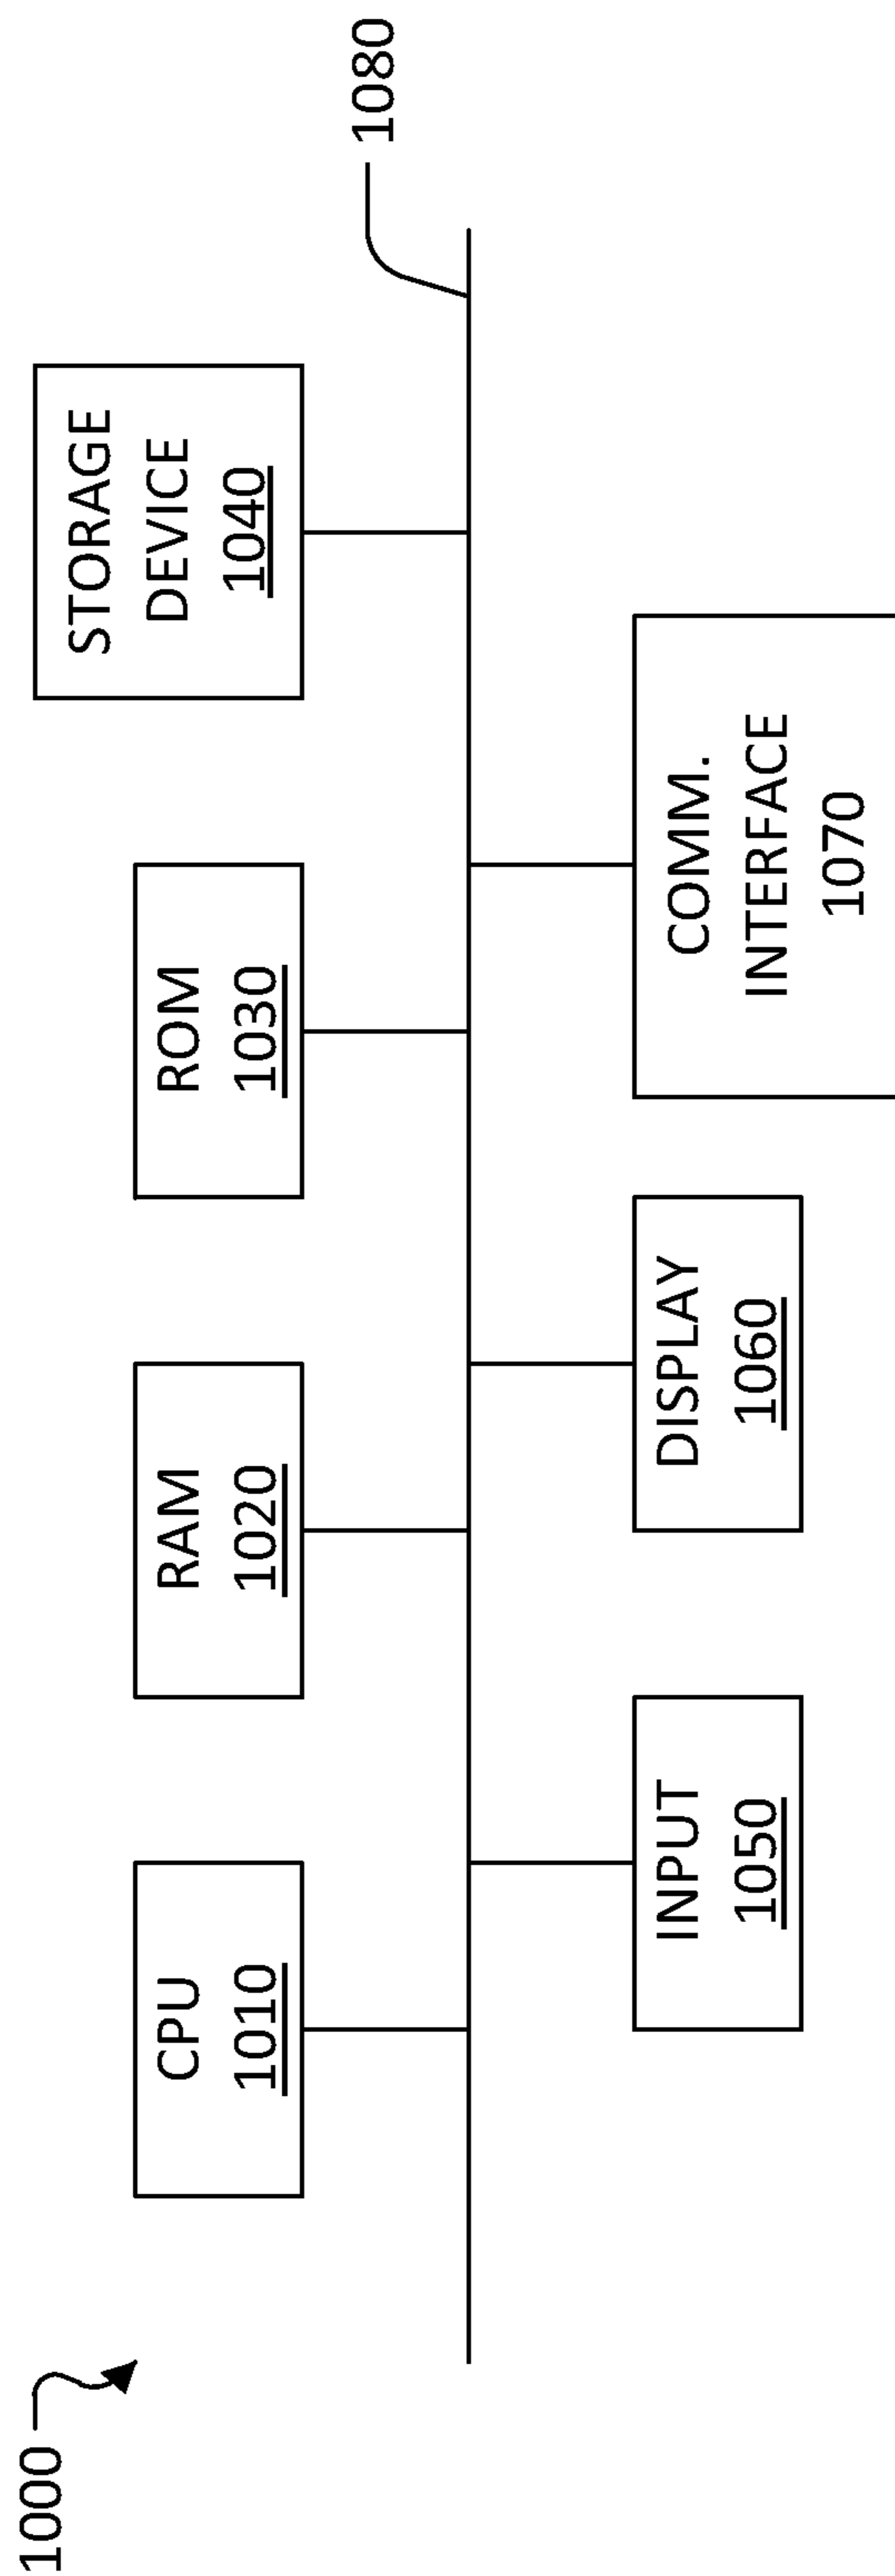 1000
CPU
1010
RAM
1020
ROM
1030
STORAGE
DEVICE
1040
1080
INPUT
1050
DISPLAY
1060
COMM.
INTERFACE
1070